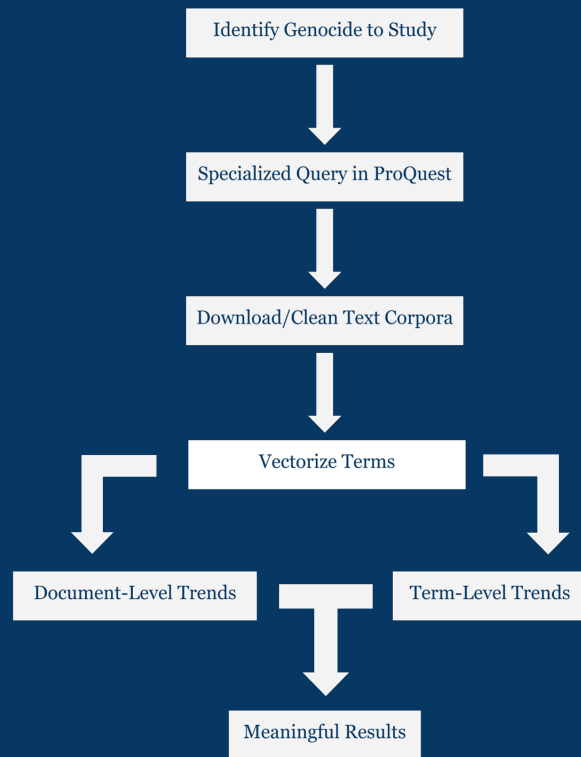 Identify Genocide to Study
Specialized Query in ProQuest
Download/Clean Text Corpora
Vectorize Terms
Document-Level Trends
Term-Level Trends
Meaningful Results